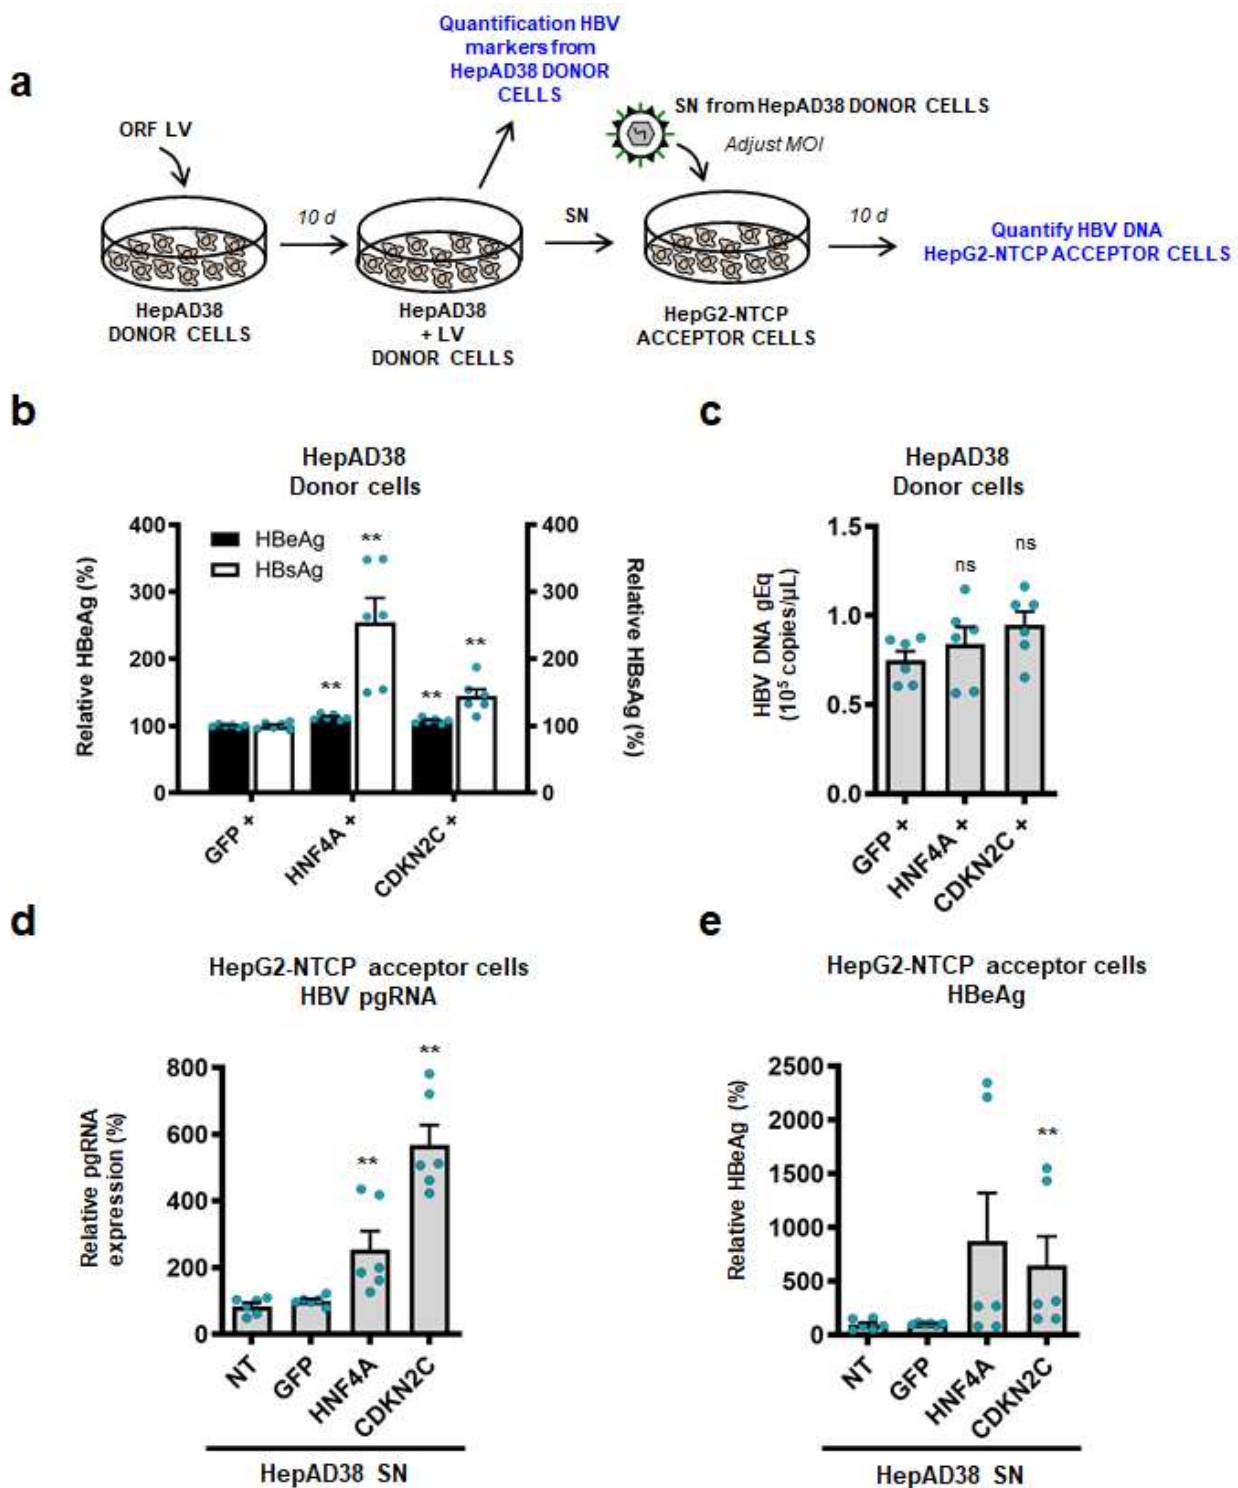 a
Quantification HBV
markers from
HepAD38 DONOR
CELLS
ORF LV
SN from HepAD38 DONOR CELLS
Adjust MOI
10 d
SN
10 d
Quantify HBV DNA
HepG2-NTCP ACCEPTOR CELLS
HepAD38
DONOR CELLS
HepAD38
+ LV
DONOR CELLS
HepG2-NTCP
ACCEPTOR CELLS
b
HepAD38
Donor cells
Relative HBeAg (%)
400
300
200
100
0
HBeAg
HBsAg
**
**
**
**
400
300
200
100
0
Relative HBsAg (%)
GFP +
HNF4A +
CDKN2C +
c
HepAD38
Donor cells
HBV DNA gEq
(10⁵ copies/µL)
1.5
1.0
0.5
0.0
ns
ns
GFP +
HNF4A +
CDKN2C +
d
HepG2-NTCP acceptor cells
HBV pgRNA
Relative pgRNA
expression (%)
800
600
400
200
0
**
**
NT
GFP
HNF4A
CDKN2C
HepAD38 SN
e
HepG2-NTCP acceptor cells
HBeAg
Relative HBeAg (%)
2500
2000
1500
1000
500
0
**
NT
GFP
HNF4A
CDKN2C
HepAD38 SN